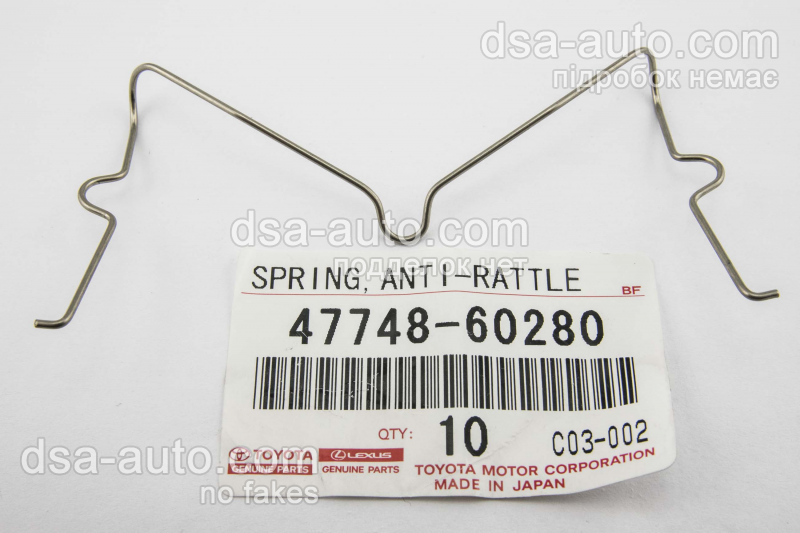 dsa-auto.com
підробок немає
dsa-auto.com
подделок нет
SPRING, ANTI-RATTLE
BF
47748-60280
QTY: 10 C03-002
TOYOTA LEXUS
GENUINE PARTS GENUINE PARTS
TOYOTA MOTOR CORPORATION
MADE IN JAPAN
dsa-auto.com
no fakes